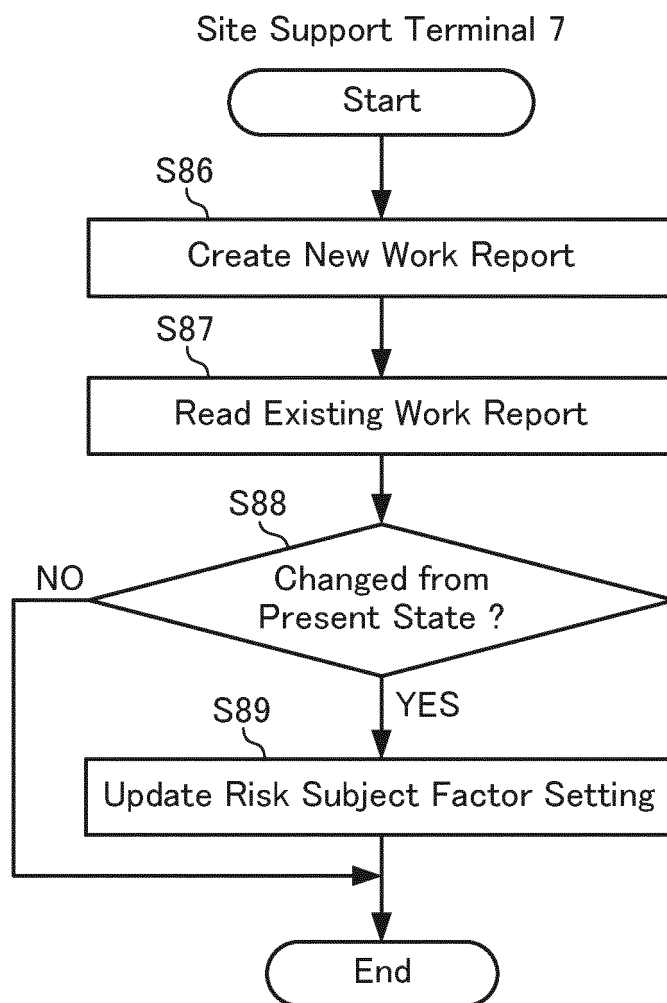 Site Support Terminal 7
Start
S86
Create New Work Report
S87
Read Existing Work Report
S88
Changed from
Present State ?
NO
YES
S89
Update Risk Subject Factor Setting
End